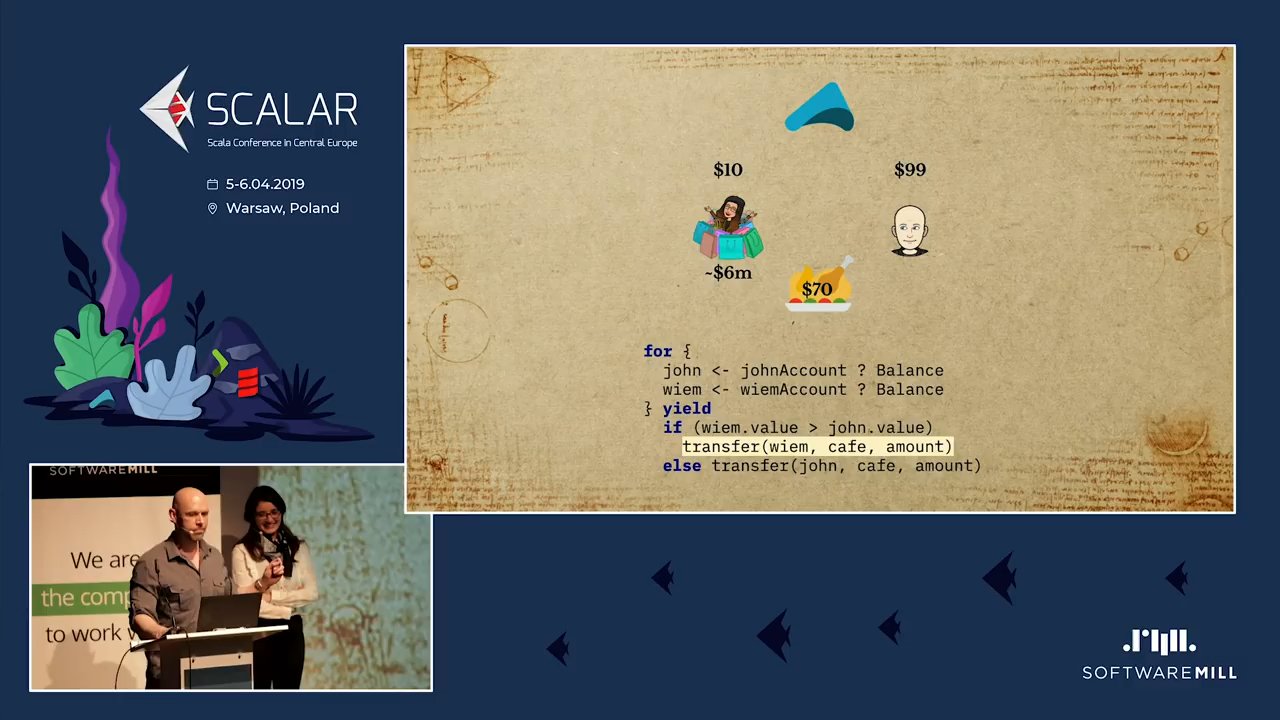 SCALAR
Scala Conference in Central Europe
5-6.04.2019
Warsaw, Poland
$10
$99
~$6m
$70
for {
  john <- johnAccount ? Balance
  wiem <- wiemAccount ? Balance
} yield
  if (wiem.value > john.value)
    transfer(wiem, cafe, amount)
  else transfer(john, cafe, amount)
SOFTWAREMILL
We are
the comp
to work
SOFTWAREMILL